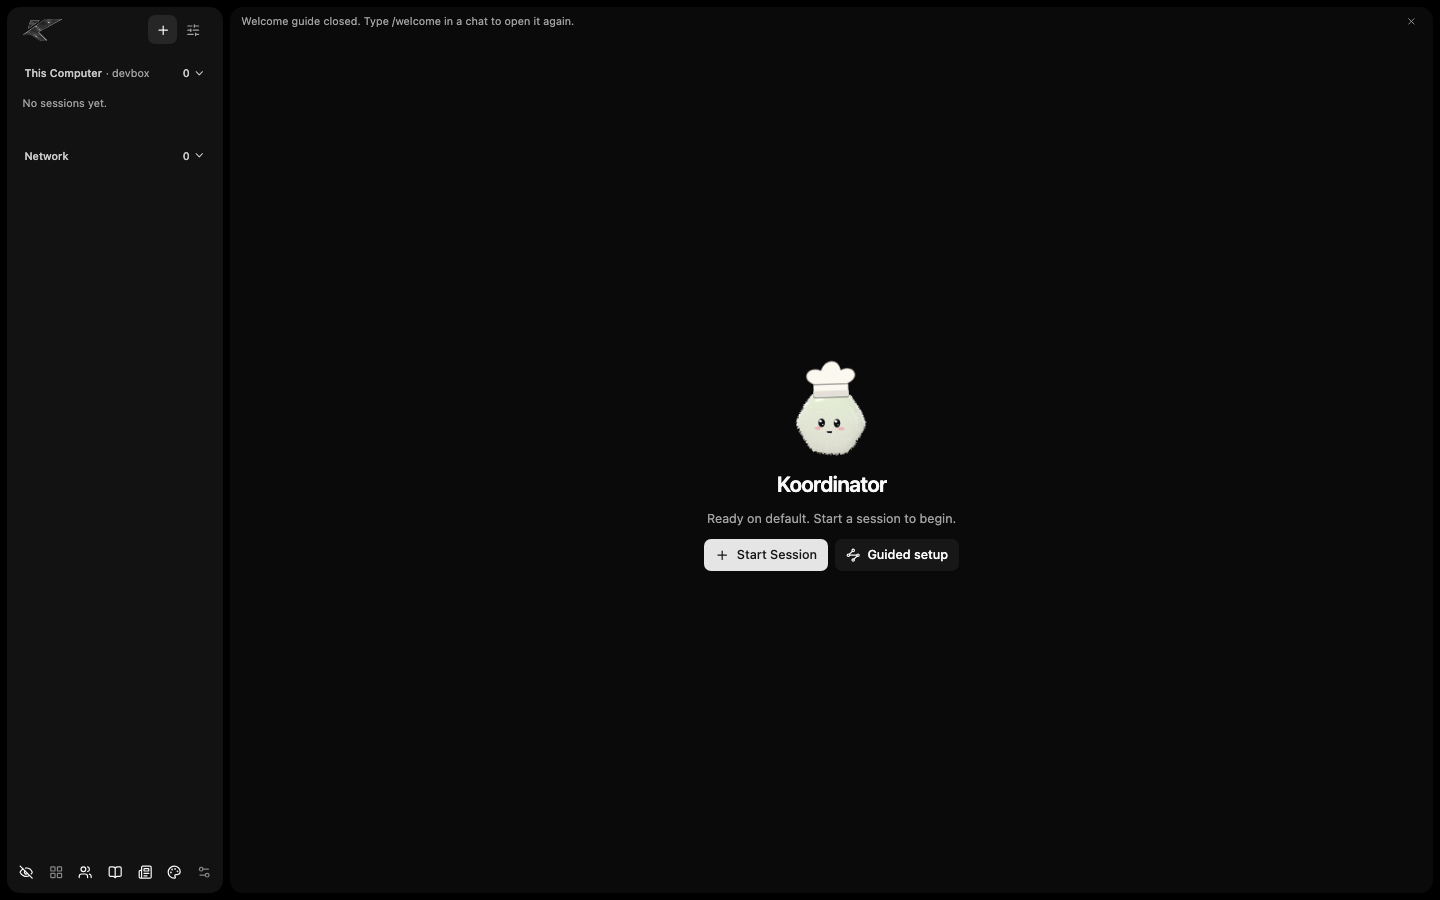 Welcome guide closed. Type /welcome in a chat to open it again.
This Computer · devbox 0
No sessions yet.
Network 0
Koordinator
Ready on default. Start a session to begin.
Start Session
Guided setup